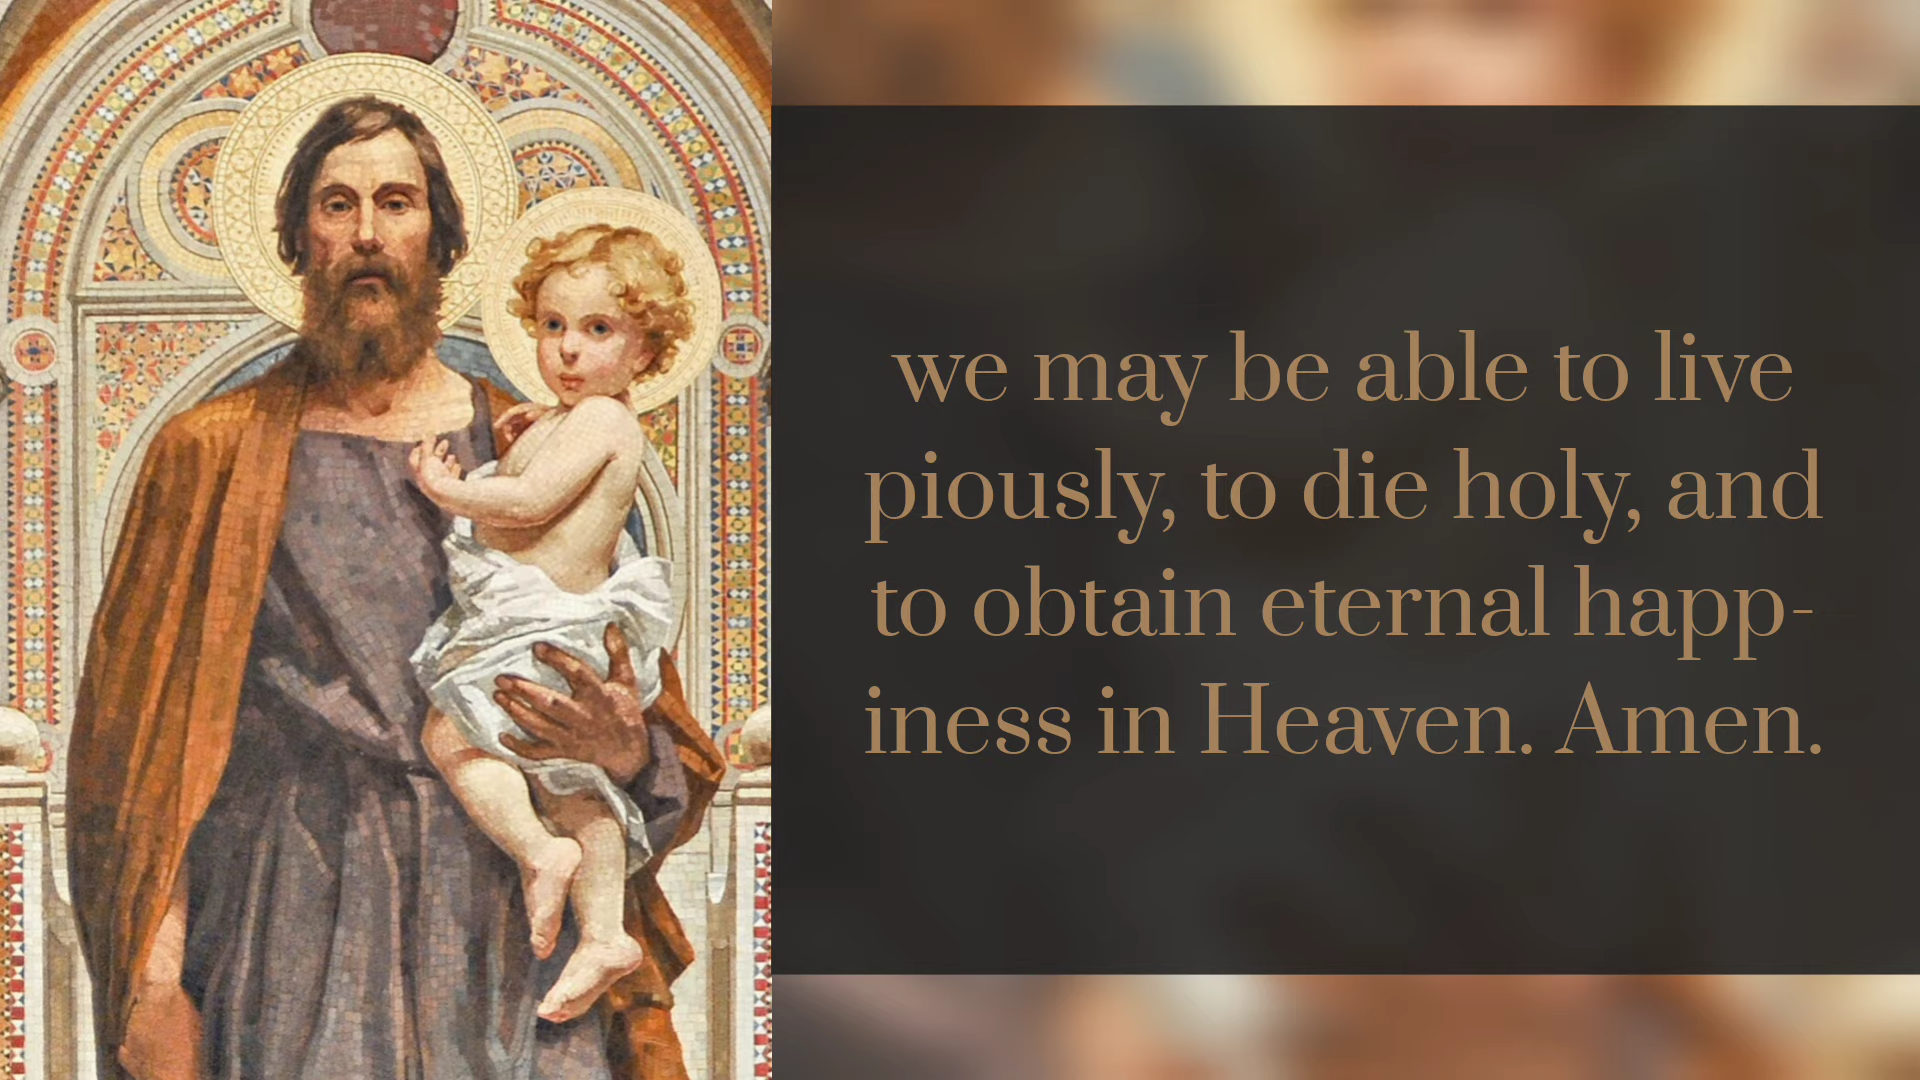 we may be able to live
piously, to die holy, and
to obtain eternal happ-
iness in Heaven. Amen.